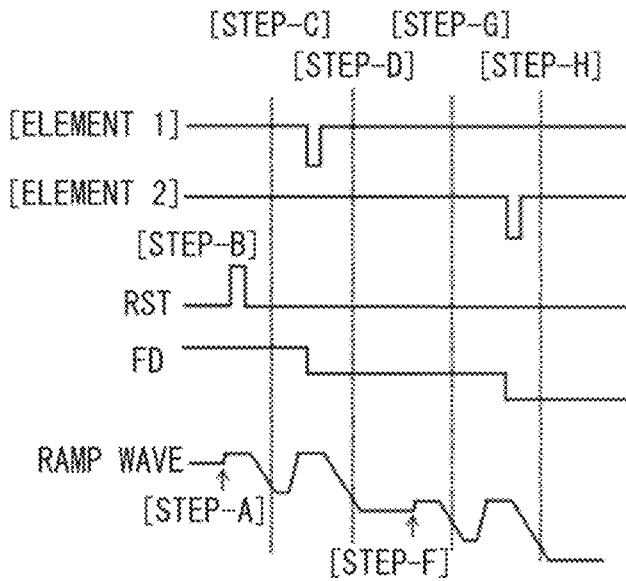 [STEP-C] [STEP-G]
[STEP-D] [STEP-H]
[ELEMENT 1]
[ELEMENT 2]
[STEP-B]
RST
FD
RAMP WAVE
[STEP-A]
[STEP-F]